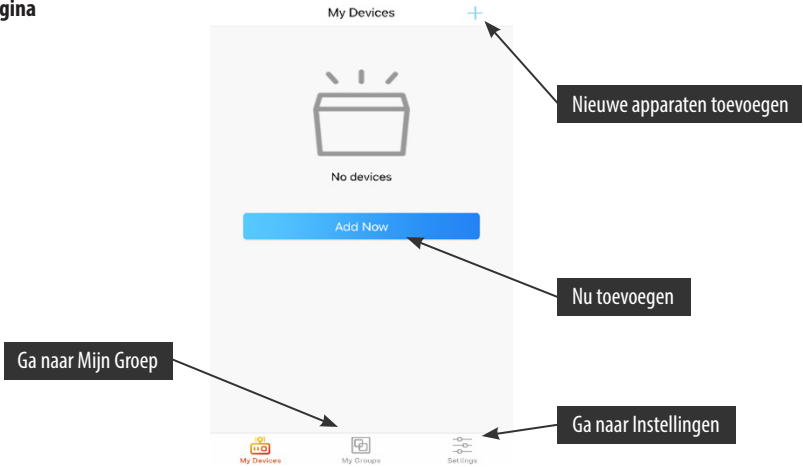 gina
My Devices
Nieuwe apparaten toevoegen
No devices
Add Now
Nu toevoegen
Ga naar Mijn Groep
Ga naar Instellingen
My Devices
My Groups
Settings